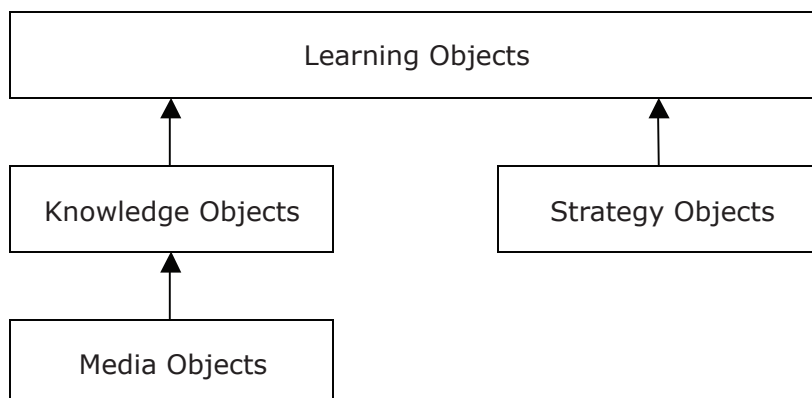 Learning Objects
Knowledge Objects
Strategy Objects
Media Objects